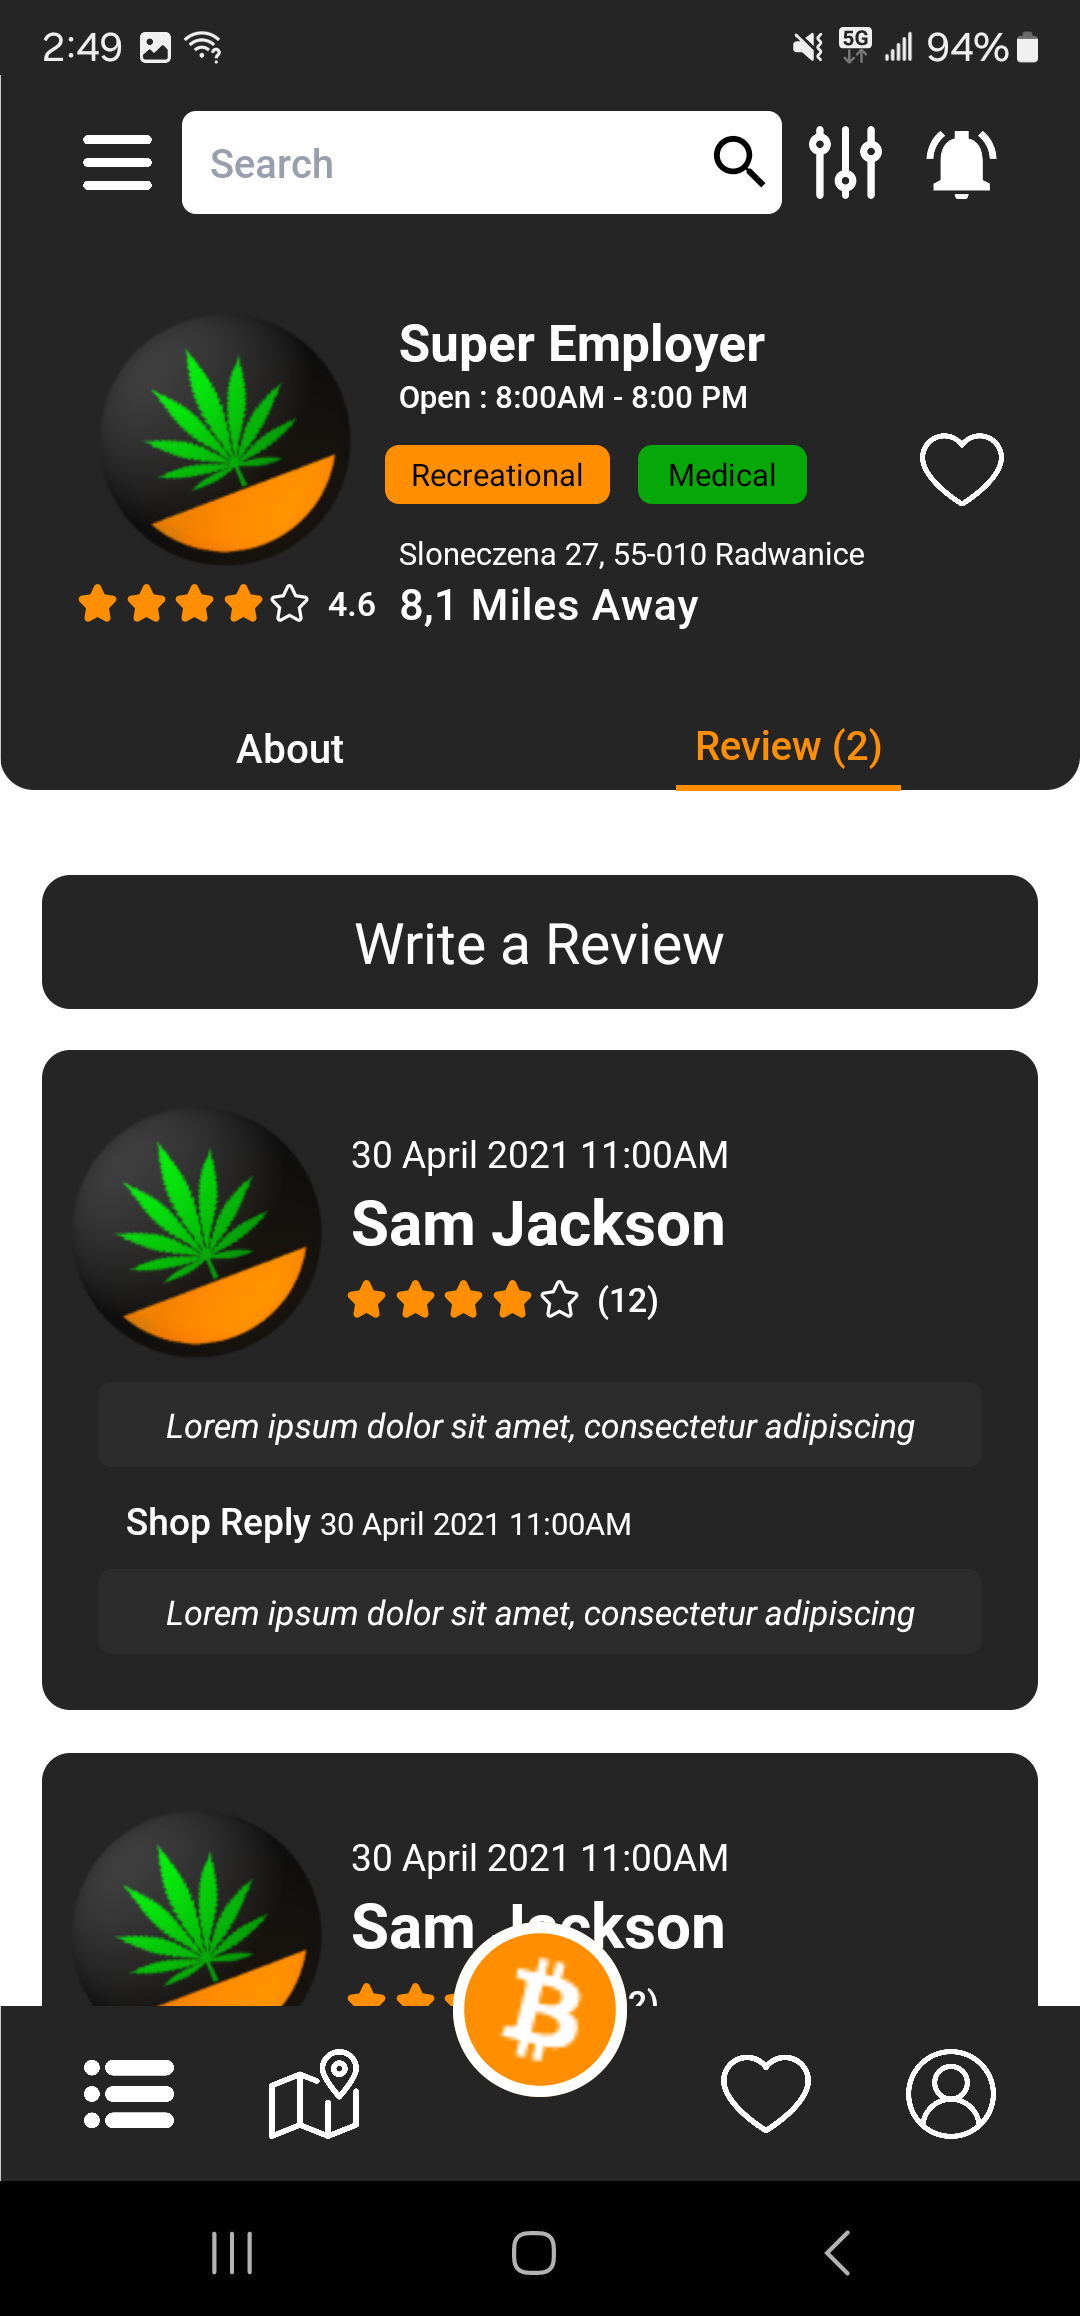 2:49 5G 94%
Search
Super Employer
Open : 8:00AM - 8:00 PM
Recreational Medical
Sloneczena 27, 55-010 Radwanice
4.6 8,1 Miles Away
About Review (2)
Write a Review
30 April 2021 11:00AM
Sam Jackson
(12)
Lorem ipsum dolor sit amet, consectetur adipiscing
Shop Reply 30 April 2021 11:00AM
Lorem ipsum dolor sit amet, consectetur adipiscing
30 April 2021 11:00AM
Sam Jackson
2)